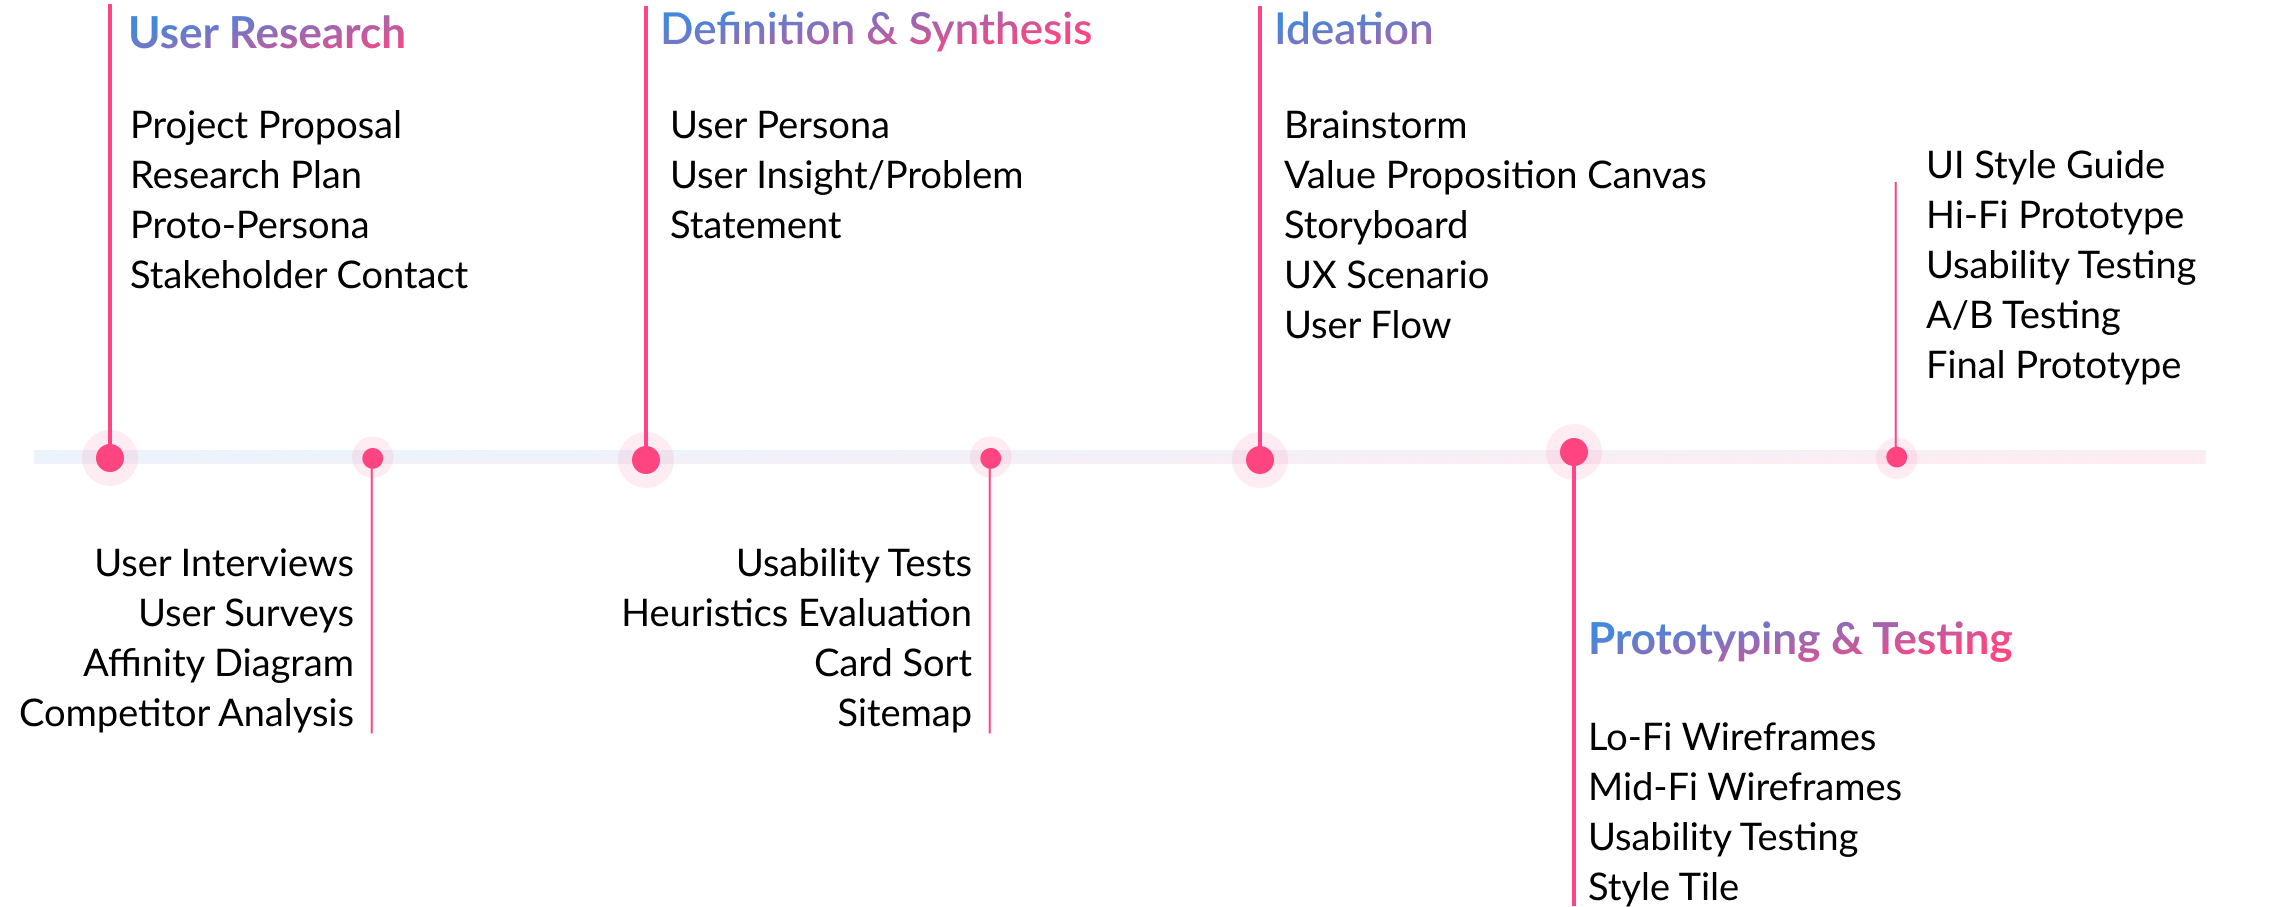 User Research
Project Proposal
Research Plan
Proto-Persona
Stakeholder Contact
User Interviews
User Surveys
Affinity Diagram
Competitor Analysis
Definition & Synthesis
User Persona
User Insight/Problem
Statement
Usability Tests
Heuristics Evaluation
Card Sort
Sitemap
Ideation
Brainstorm
Value Proposition Canvas
Storyboard
UX Scenario
User Flow
Prototyping & Testing
Lo-Fi Wireframes
Mid-Fi Wireframes
Usability Testing
Style Tile
UI Style Guide
Hi-Fi Prototype
Usability Testing
A/B Testing
Final Prototype